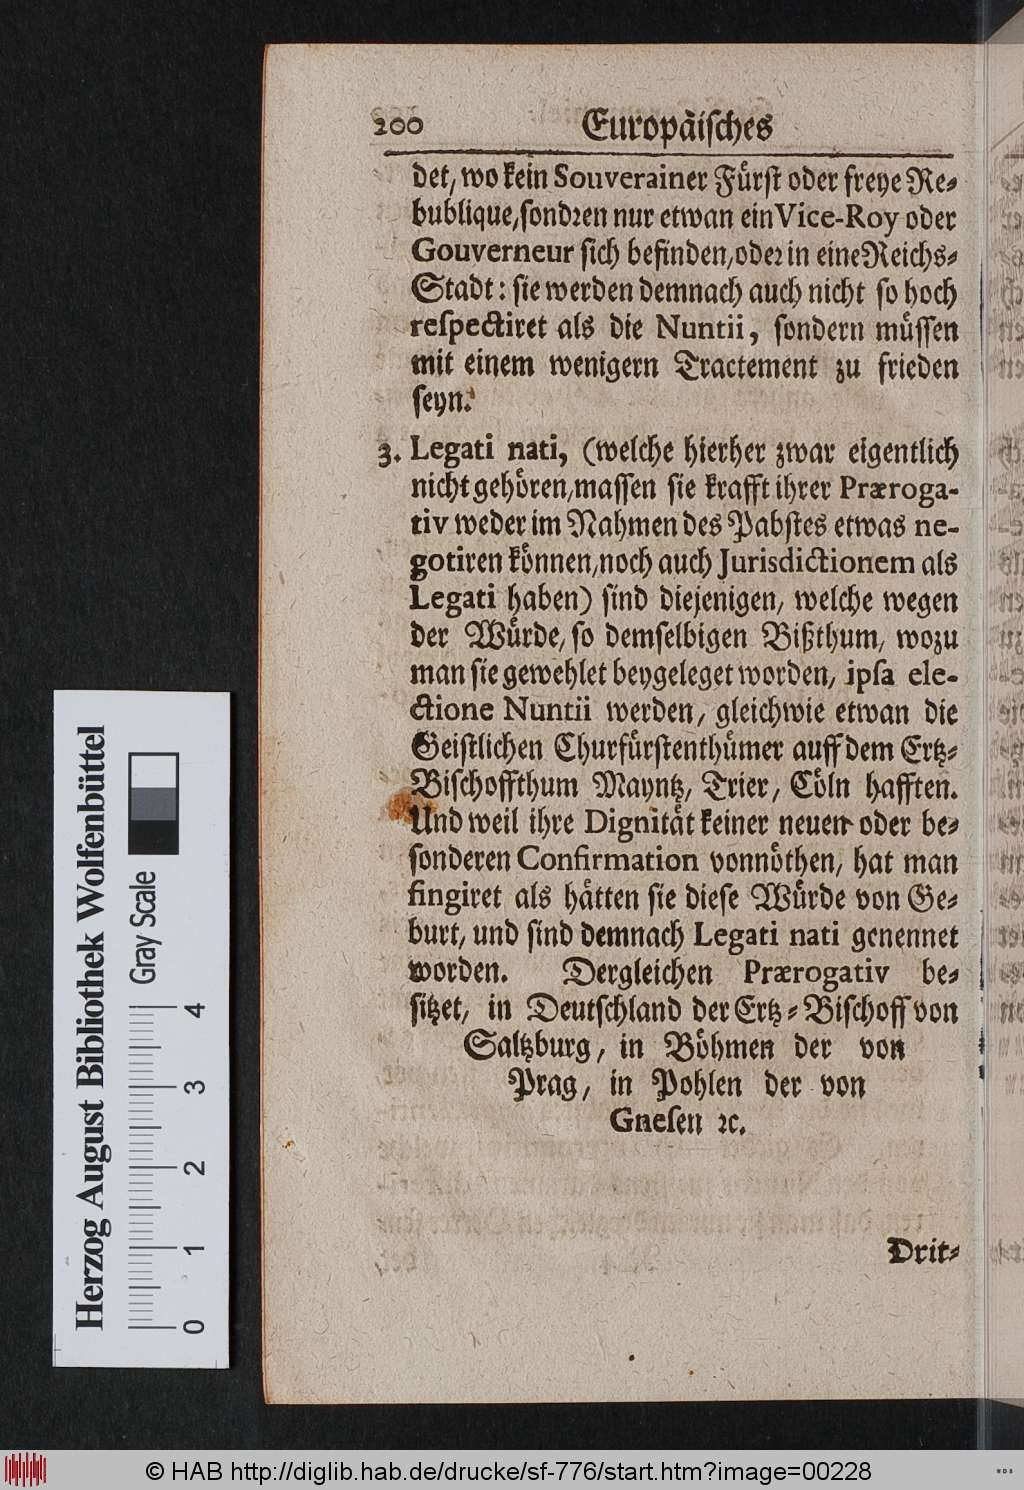 200 Europäiſches
det, wo kein Souverainer Fürſt oder freye Re-
bublique, ſondꝛen nur etwan ein Vice-Roy oder
Gouverneur ſich befinden, odeꝛ in eine Reichs-
Stadt: ſie werden demnach auch nicht ſo hoch
reſpectiret als die Nuntii, ſondern müſſen
mit einem wenigern Tractement zu frieden
ſeyn.
3. Legati nati, (welche hierher zwar eigentlich
nicht gehören, maſſen ſie krafft ihrer Præroga-
tiv weder im Nahmen des Pabſtes etwas ne-
gotiren können, noch auch Jurisdictionem als
Legati haben) ſind diejenigen, welche wegen
der Würde, ſo demſelbigen Bißthum, wozu
man ſie gewehlet beygeleget worden, ipſa ele-
ctione Nuntii werden, gleichwie etwan die
Geiſtlichen Churfürſtenthümer auff dem Ertz-
Biſchoffthum Mayntz, Trier, Cöln hafften.
Und weil ihre Dignität keiner neuen oder be-
ſonderen Confirmation vonnöthen, hat man
fingiret als hätten ſie dieſe Würde von Ge-
burt, und ſind demnach Legati nati genennet
worden. Dergleichen Prærogativ be-
ſitzet, in Deutſchland der Ertz-Biſchoff von
Saltzburg, in Böhmen der von
Prag, in Pohlen der von
Gneſen ꝛc.
Drit-
Herzog August Bibliothek Wolfenbüttel
Gray Scale
0 1 2 3 4
© HAB http://diglib.hab.de/drucke/sf-776/start.htm?image=00228